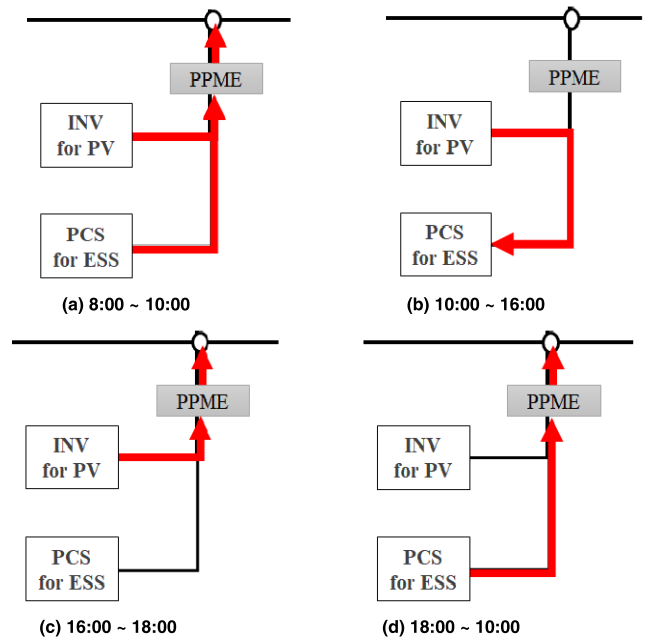 PPME
INV
for PV
PCS
for ESS
(a) 8:00 ~ 10:00
PPME
INV
for PV
PCS
for ESS
(b) 10:00 ~ 16:00
PPME
INV
for PV
PCS
for ESS
(c) 16:00 ~ 18:00
PPME
INV
for PV
PCS
for ESS
(d) 18:00 ~ 10:00